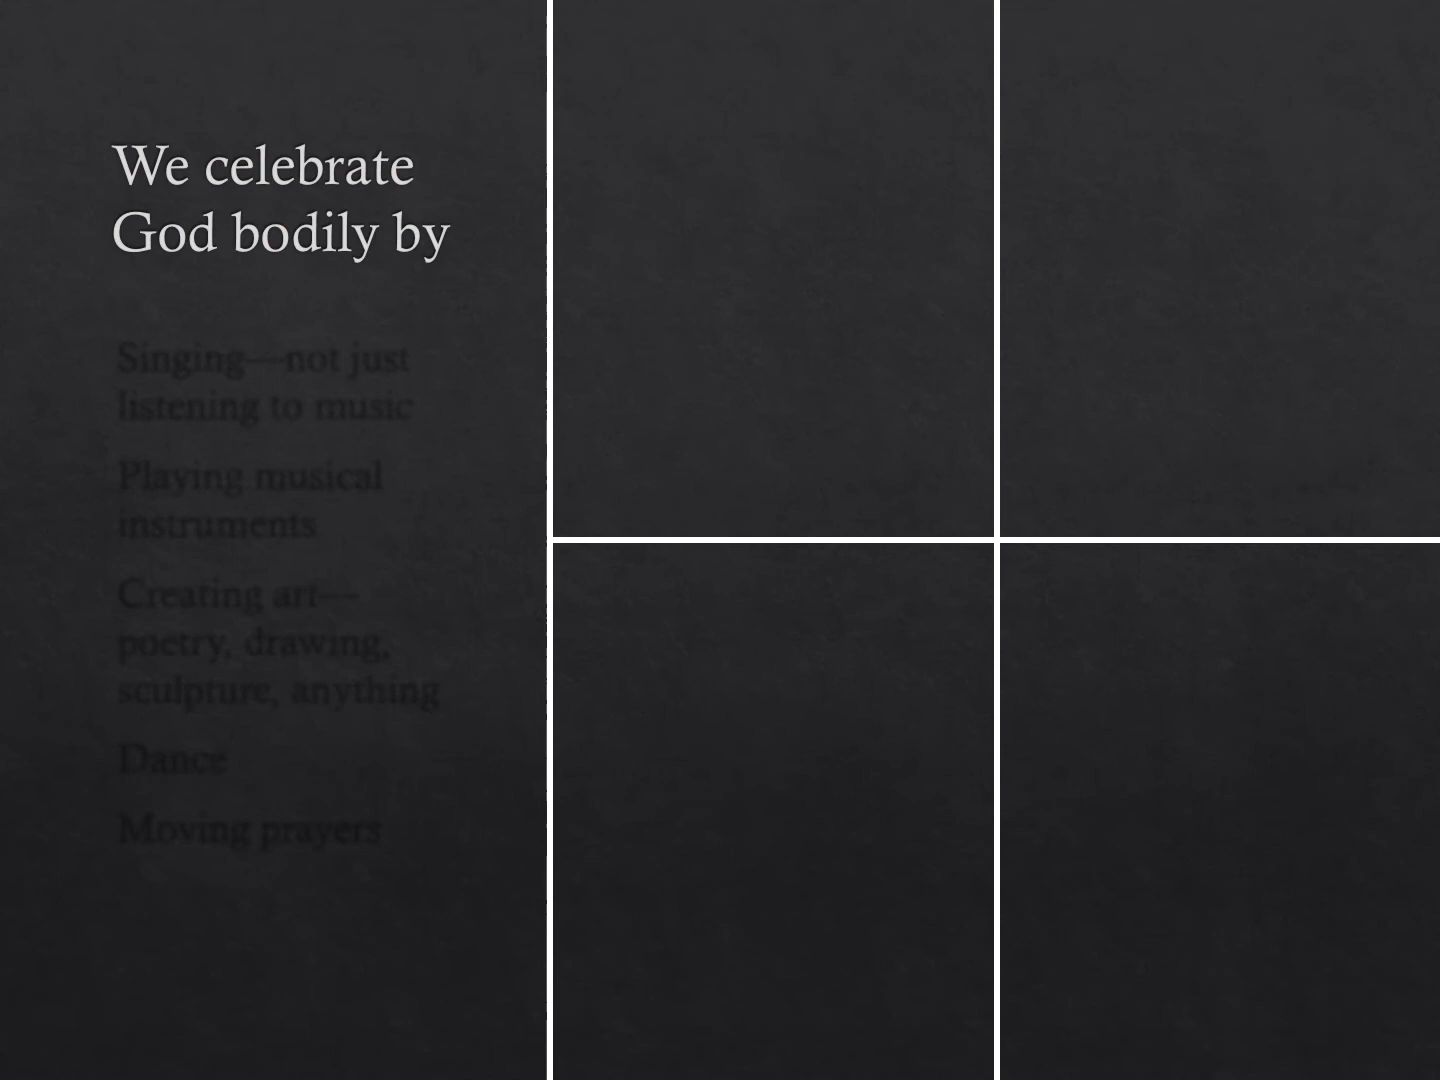 We celebrate
God bodily by
Singing—not just
listening to music
Playing musical
instruments
Creating art—
poetry, drawing,
sculpture, anything
Dance
Moving prayers